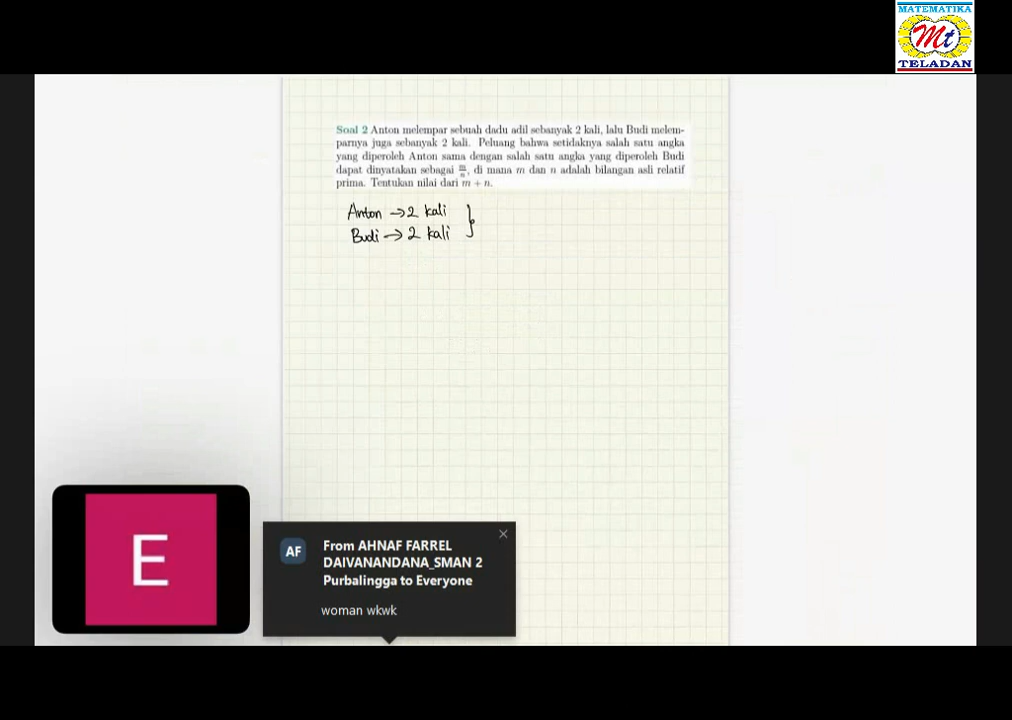 MATEMATIKA
Mt
TELADAN
Soal 2 Anton melempar sebuah dadu adil sebanyak 2 kali, lalu Budi melem-
parnya juga sebanyak 2 kali. Peluang bahwa setidaknya salah satu angka
yang diperoleh Anton sama dengan salah satu angka yang diperoleh Budi
dapat dinyatakan sebagai m/n, di mana m dan n adalah bilangan asli relatif
prima. Tentukan nilai dari m + n.
Anton → 2 kali
Budi → 2 kali
E
AF
From AHNAF FARREL
DAIVANANDANA_SMAN 2
Purbalingga to Everyone
woman wkwk